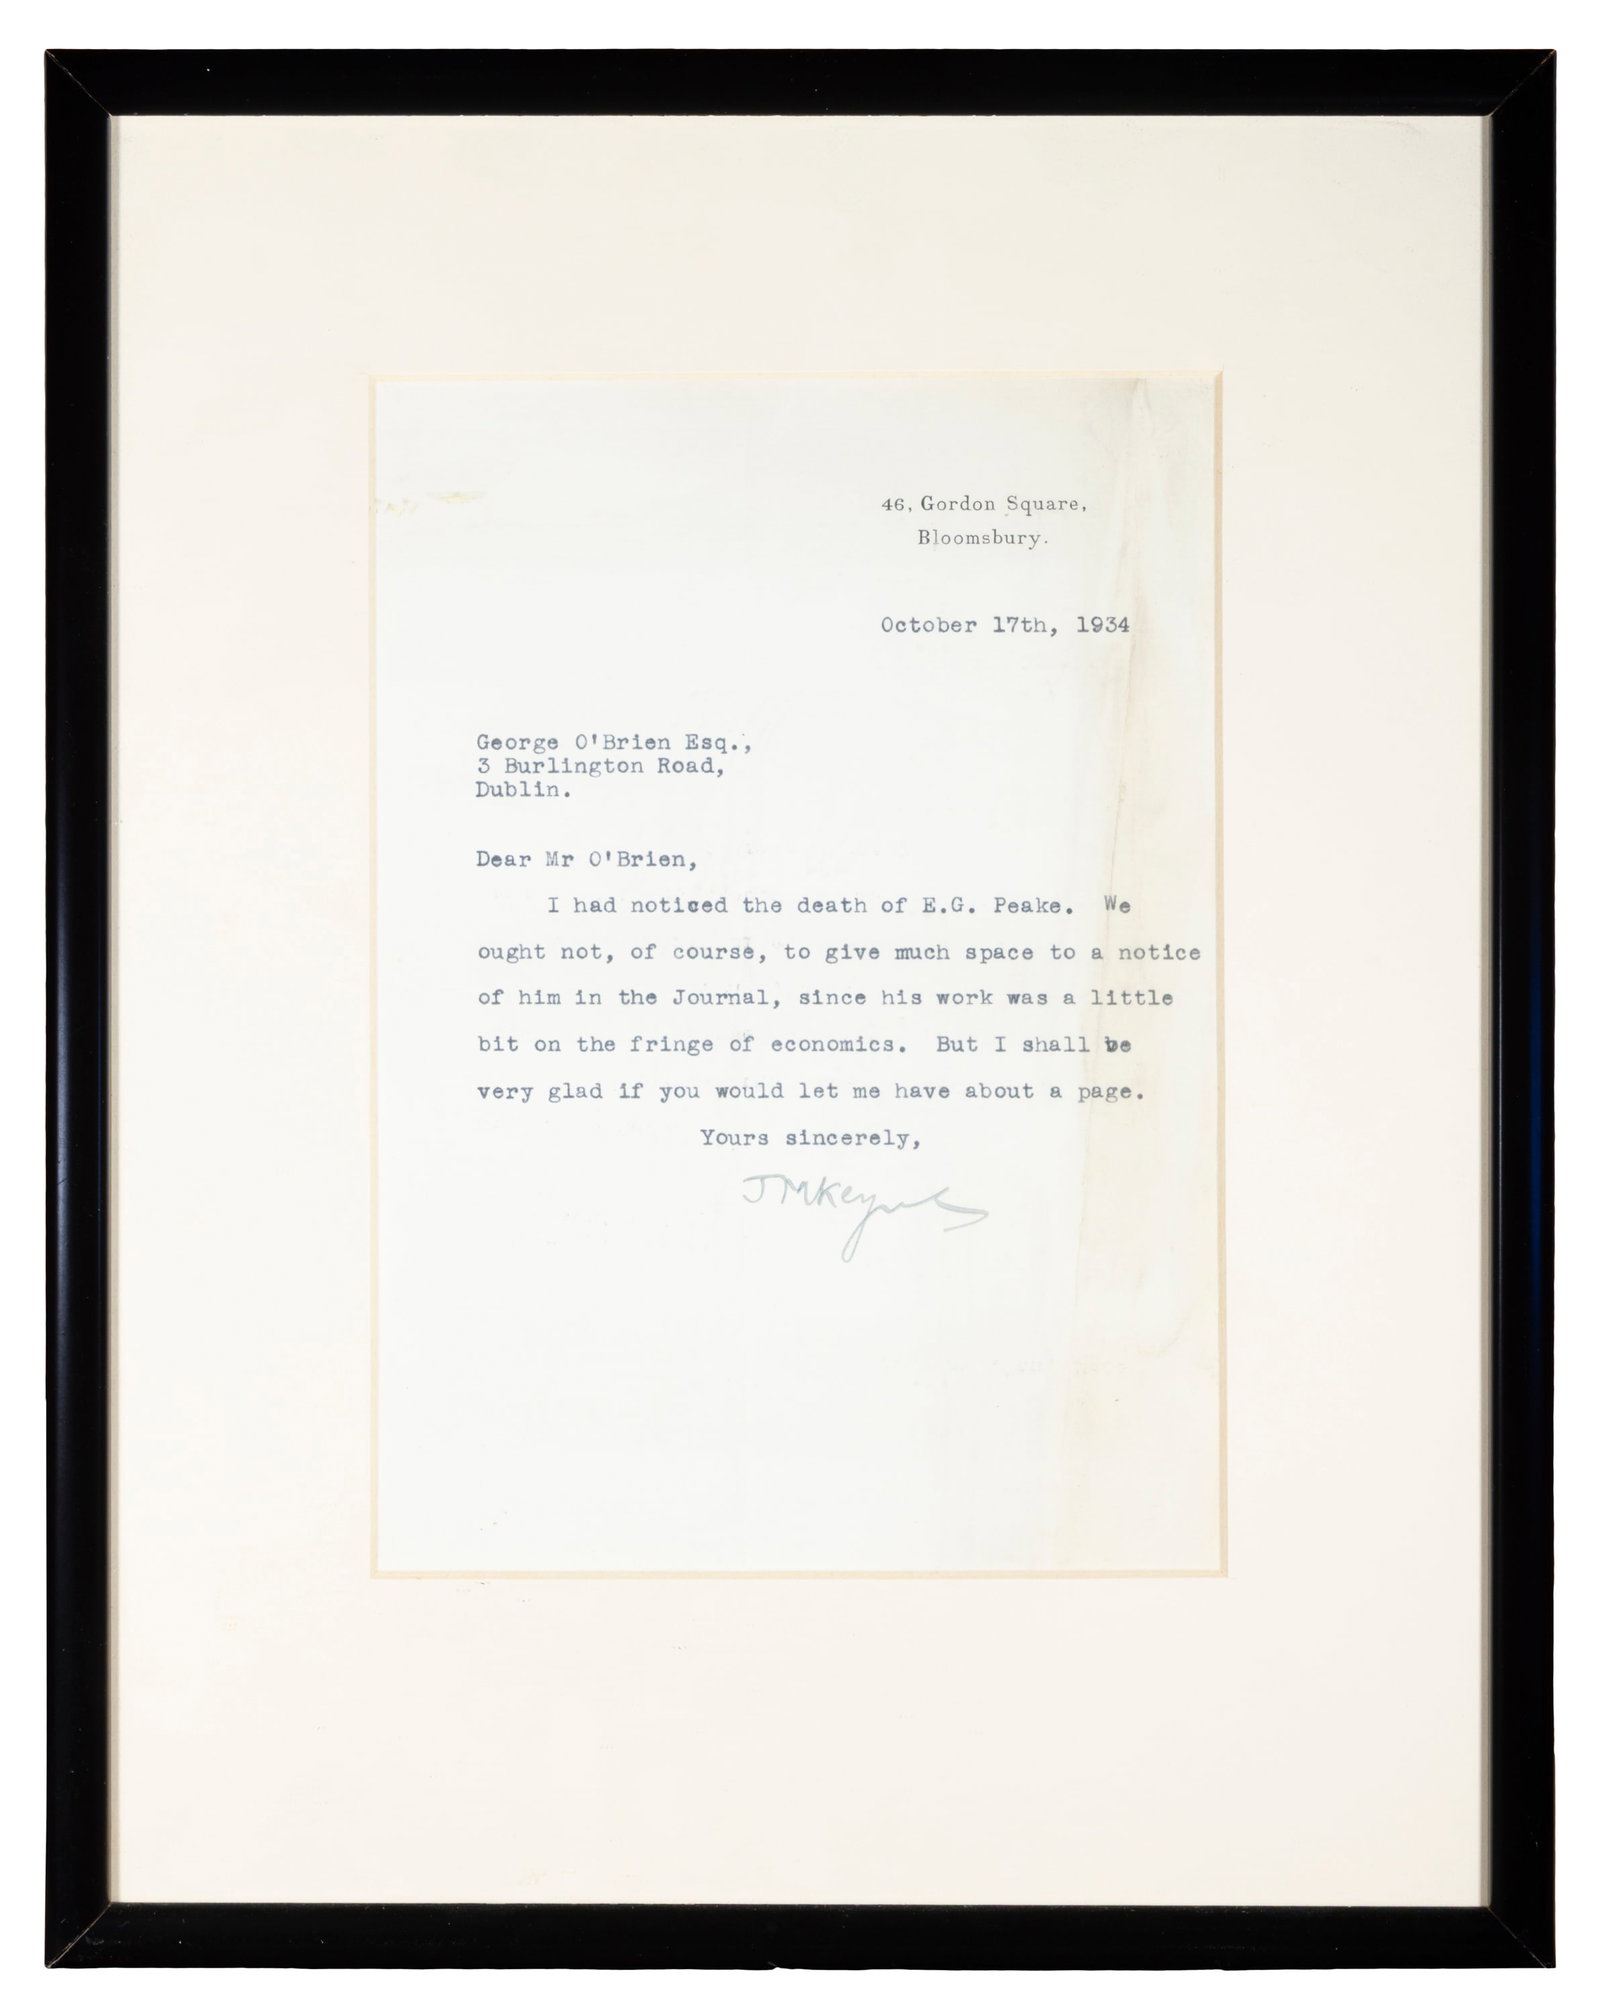 46, Gordon Square,
Bloomsbury.
October 17th, 1934
George O'Brien Esq.,
3 Burlington Road,
Dublin.
Dear Mr O'Brien,
I had noticed the death of E.G. Peake. We
ought not, of course, to give much space to a notice
of him in the Journal, since his work was a little
bit on the fringe of economics. But I shall be
very glad if you would let me have about a page.
Yours sincerely,
JMKeynes